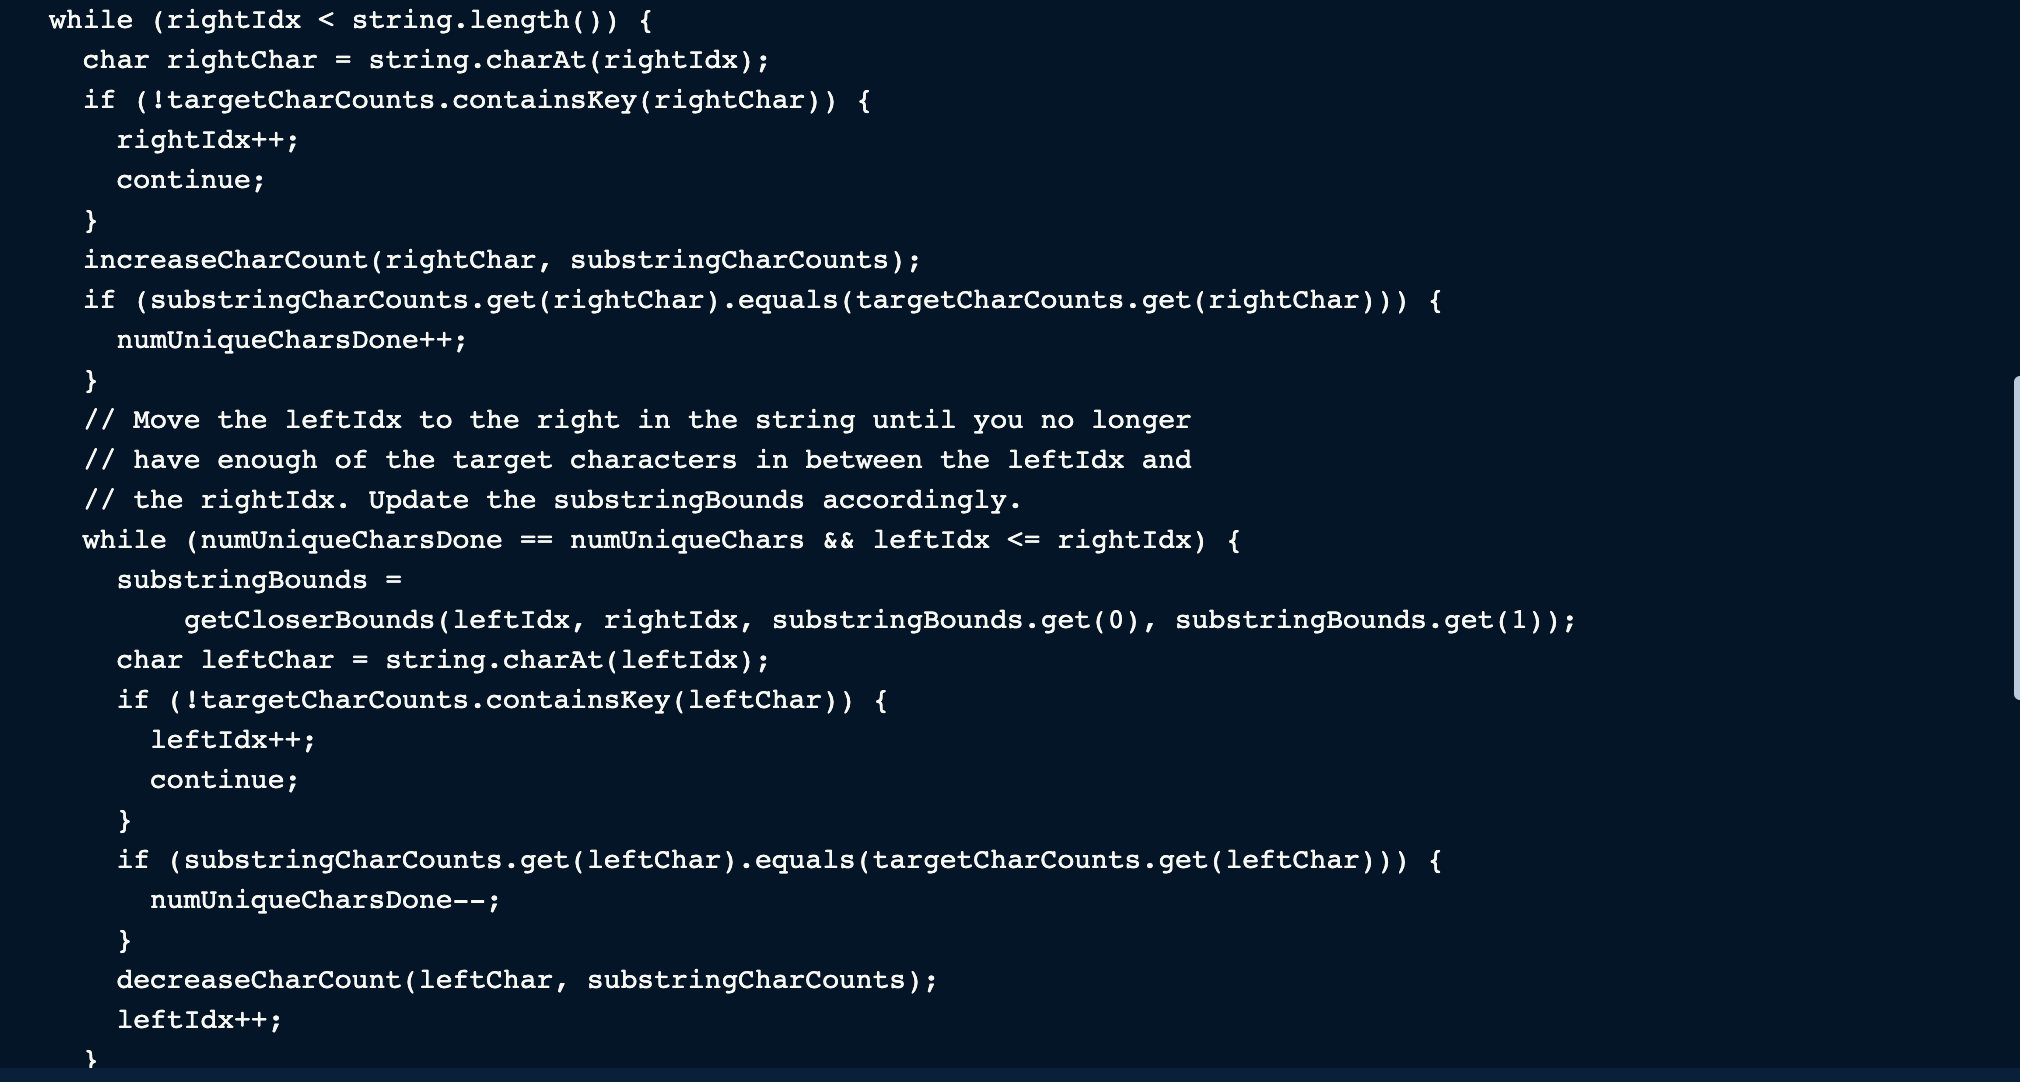 while (rightIdx < string.length()) {
char rightChar = string.charAt(rightIdx);
if (!targetCharCounts.containsKey(rightChar)) {
rightIdx++;
continue;
}
increaseCharCount(rightChar, substringCharCounts);
if (substringCharCounts.get(rightChar).equals(targetCharCounts.get(rightChar))) {
numUniqueCharsDone++;
}
// Move the leftIdx to the right in the string until you no longer
// have enough of the target characters in between the leftIdx and
// the rightIdx. Update the substringBounds accordingly.
while (numUniqueCharsDone == numUniqueChars && leftIdx <= rightIdx) {
substringBounds =
getCloserBounds(leftIdx, rightIdx, substringBounds.get(0), substringBounds.get(1));
char leftChar = string.charAt(leftIdx);
if (!targetCharCounts.containsKey(leftChar)) {
leftIdx++;
continue;
}
if (substringCharCounts.get(leftChar).equals(targetCharCounts.get(leftChar))) {
numUniqueCharsDone--;
}
decreaseCharCount(leftChar, substringCharCounts);
leftIdx++;
}